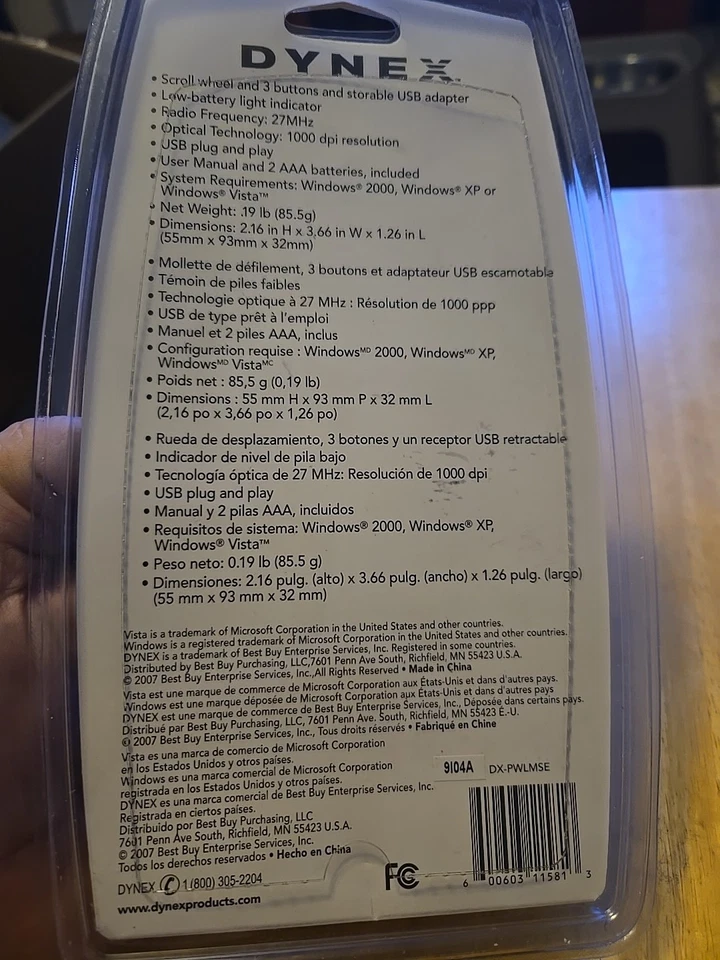 DYNEX
• Scroll wheel and 3 buttons and storable USB adapter
• Low-battery light indicator
• Radio Frequency: 27MHz
• Optical Technology: 1000 dpi resolution
• USB plug and play
• User Manual and 2 AAA batteries, included
• System Requirements: Windows® 2000, Windows® XP or
Windows® Vista™
• Net Weight: .19 lb (85.5g)
• Dimensions: 2.16 in H x 3,66 in W x 1.26 in L
(55mm x 93mm x 32mm)
• Mollette de défilement, 3 boutons et adaptateur USB escamotable
• Témoin de piles faibles
• Technologie optique à 27 MHz : Résolution de 1000 ppp
• USB de type prêt à l'emploi
• Manuel et 2 piles AAA, inclus
• Configuration requise : Windowsᴹᴰ 2000, Windowsᴹᴰ XP,
Windowsᴹᴰ Vistaᴹᶜ
• Poids net : 85,5 g (0,19 lb)
• Dimensions : 55 mm H x 93 mm P x 32 mm L
(2,16 po x 3,66 po x 1,26 po)
• Rueda de desplazamiento, 3 botones y un receptor USB retractable
• Indicador de nivel de pila bajo
• Tecnología óptica de 27 MHz: Resolución de 1000 dpi
• USB plug and play
• Manual y 2 pilas AAA, incluidos
• Requisitos de sistema: Windows® 2000, Windows® XP,
Windows® Vista™
• Peso neto: 0.19 lb (85.5 g)
• Dimensiones: 2.16 pulg. (alto) x 3.66 pulg. (ancho) x 1.26 pulg. (largo)
(55 mm x 93 mm x 32 mm)
Vista is a trademark of Microsoft Corporation in the United States and other countries.
Windows is a registered trademark of Microsoft Corporation in the United States and other countries.
DYNEX is a trademark of Best Buy Enterprise Services, Inc. Registered in some countries.
Distributed by Best Buy Purchasing, LLC,7601 Penn Ave South, Richfield, MN 55423 U.S.A.
© 2007 Best Buy Enterprise Services, Inc.,All Rights Reserved • Made in China
Vista est une marque de commerce de Microsoft Corporation aux États-Unis et dans d'autres pays.
Windows est une marque déposée de Microsoft Corporation aux États-Unis et dans d'autres pays
DYNEX est une marque de commerce de Best Buy Enterprise Services, Inc., Déposée dans certains pays.
Distribué par Best Buy Purchasing, LLC, 7601 Penn Ave. South, Richfield, MN 55423 É.-U.
© 2007 Best Buy Enterprise Services, Inc., Tous droits réservés • Fabriqué en Chine
Vista es una marca de comercio de Microsoft Corporation
en los Estados Unidos y otros países.
Windows es una marca comercial de Microsoft Corporation
registrada en los Estados Unidos y otros países.
DYNEX es una marca comercial de Best Buy Enterprise Services, Inc.
Registrada en ciertos países.
Distribuido por Best Buy Purchasing, LLC
7601 Penn Ave South, Richfield, MN 55423 U.S.A.
© 2007 Best Buy Enterprise Services, Inc.
Todos los derechos reservados • Hecho en China
DYNEX 1(800) 305-2204
www.dynexproducts.com
9I04A DX-PWLMSE
FC
6 00603 11581 3